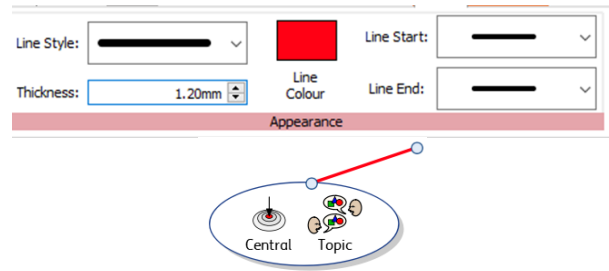 Line Style:
Line Start:
Thickness:
1.20mm
Line
Colour
Line End:
Appearance
Central Topic